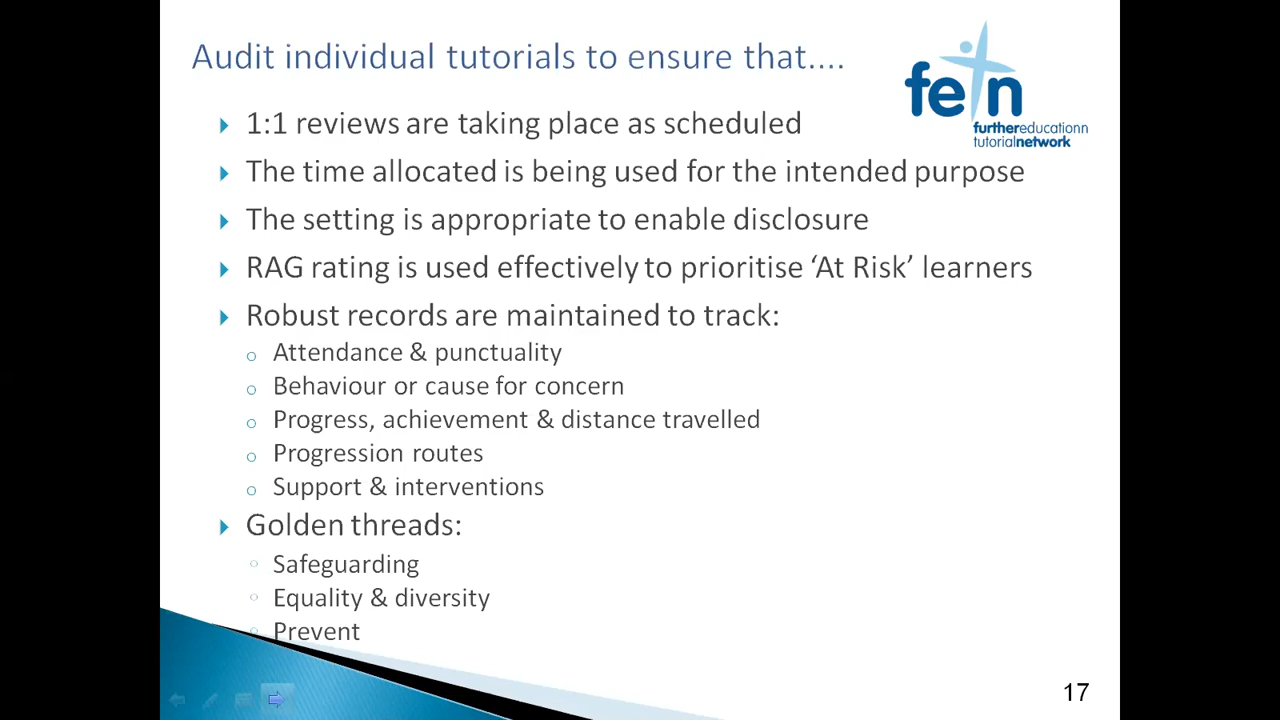 Audit individual tutorials to ensure that....
fetn
furthereducationn
tutorialnetwork
1:1 reviews are taking place as scheduled
The time allocated is being used for the intended purpose
The setting is appropriate to enable disclosure
RAG rating is used effectively to prioritise ‘At Risk’ learners
Robust records are maintained to track:
Attendance & punctuality
Behaviour or cause for concern
Progress, achievement & distance travelled
Progression routes
Support & interventions
Golden threads:
Safeguarding
Equality & diversity
Prevent
17